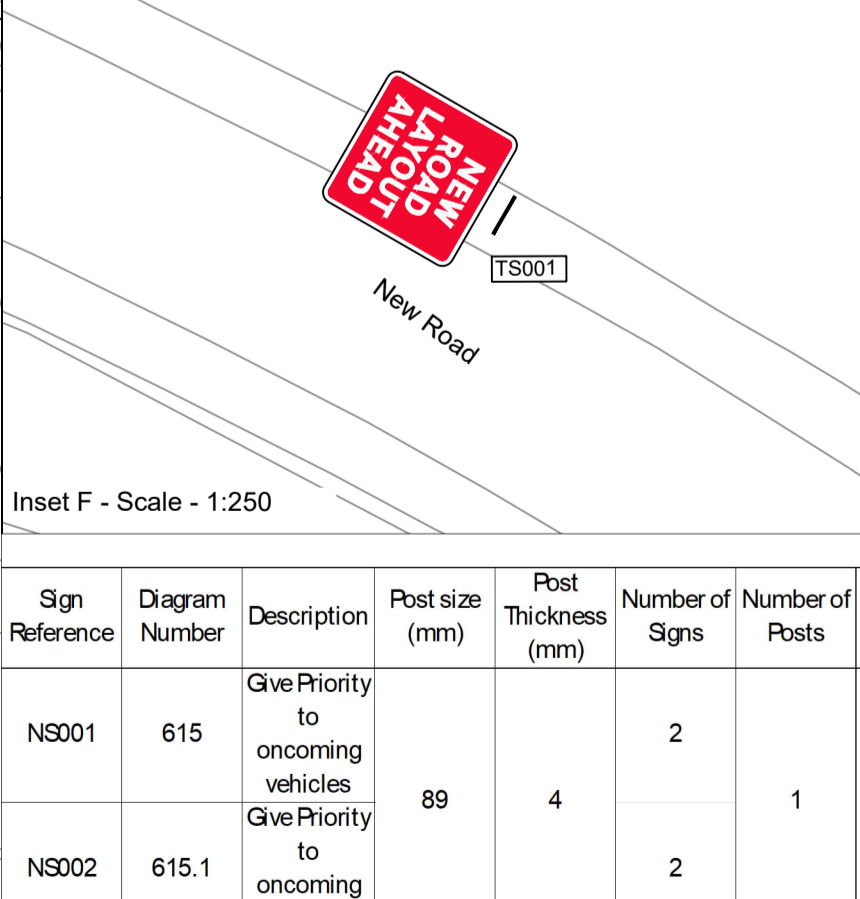 NEW
ROAD
LAYOUT
AHEAD
TS001
New Road
Inset F - Scale - 1:250
Sign Reference
Diagram Number
Description
Post size (mm)
Post Thickness (mm)
Number of Signs
Number of Posts
NS001
615
Give Priority
to
oncoming
vehicles
89
4
2
1
NS002
615.1
Give Priority
to
oncoming
2